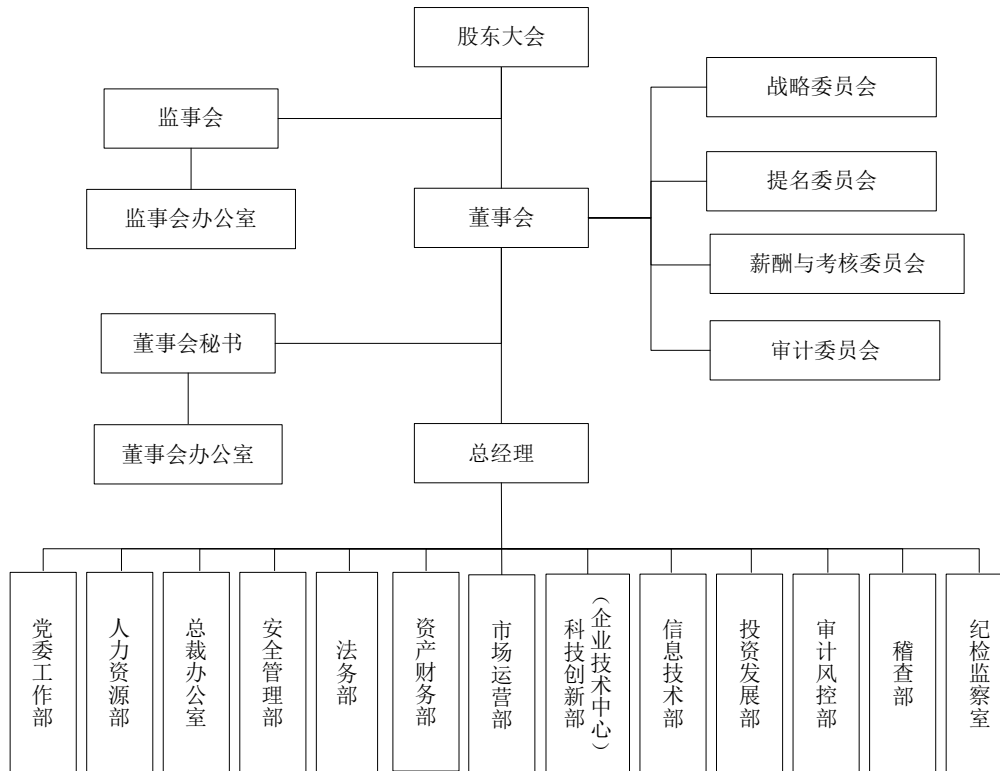 股东大会
战略委员会
监事会
提名委员会
监事会办公室
董事会
薪酬与考核委员会
董事会秘书
审计委员会
董事会办公室
总经理
党委工作部
人力资源部
总裁办公室
安全管理部
法务部
资产财务部
市场运营部
科技创新部
（企业技术中心）
信息技术部
投资发展部
审计风控部
稽查部
纪检监察室